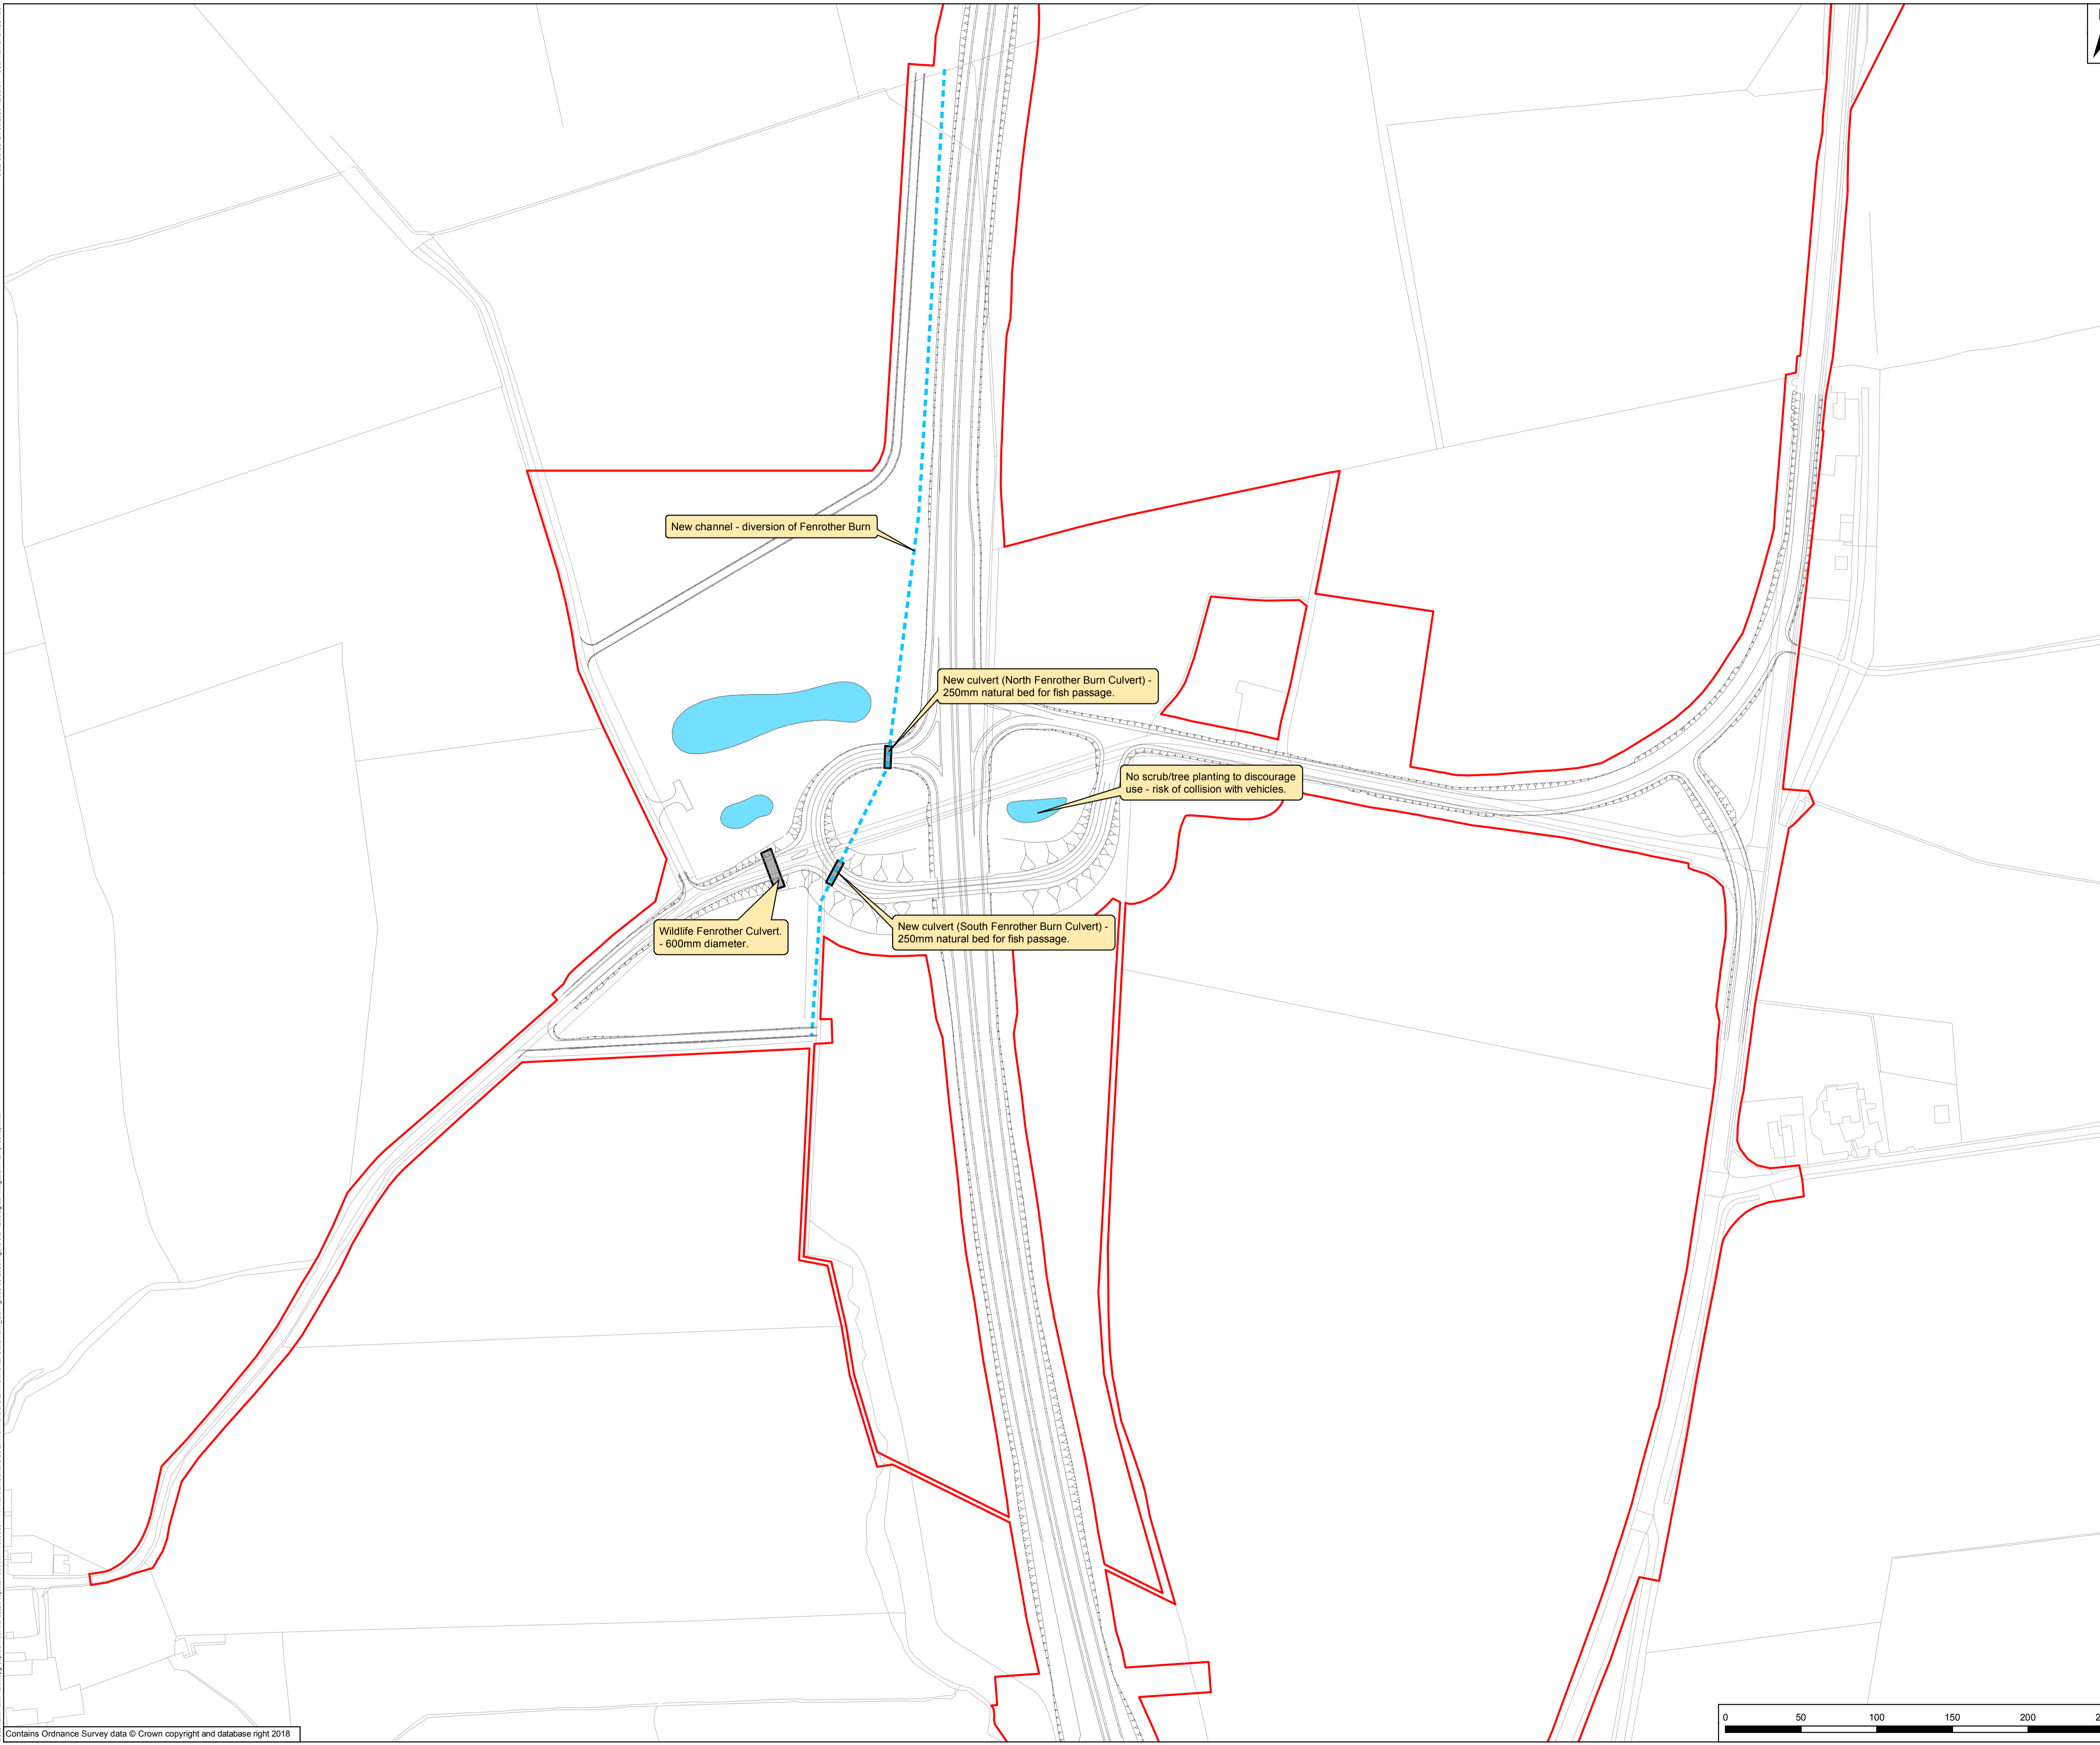 New channel - diversion of Fenrother Burn
New culvert (North Fenrother Burn Culvert) -
250mm natural bed for fish passage.
No scrub/tree planting to discourage
use - risk of collision with vehicles.
Wildlife Fenrother Culvert.
- 600mm diameter.
New culvert (South Fenrother Burn Culvert) -
250mm natural bed for fish passage.
0 50 100 150 200
Contains Ordnance Survey data © Crown copyright and database right 2018